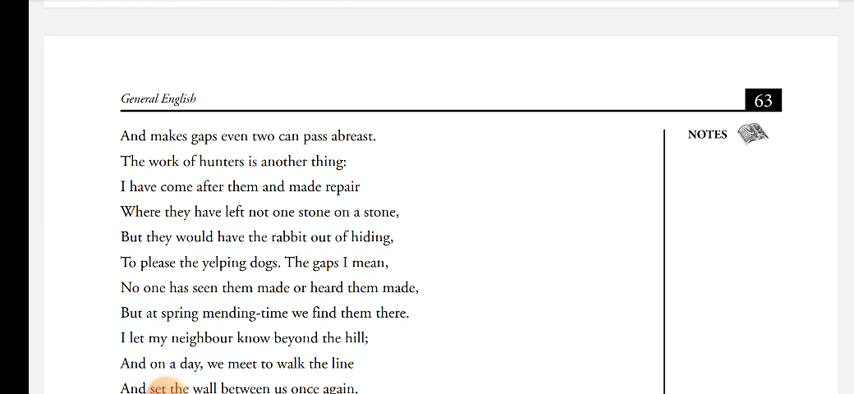 General English 63
NOTES
And makes gaps even two can pass abreast.
The work of hunters is another thing:
I have come after them and made repair
Where they have left not one stone on a stone,
But they would have the rabbit out of hiding,
To please the yelping dogs. The gaps I mean,
No one has seen them made or heard them made,
But at spring mending-time we find them there.
I let my neighbour know beyond the hill;
And on a day, we meet to walk the line
And set the wall between us once again.